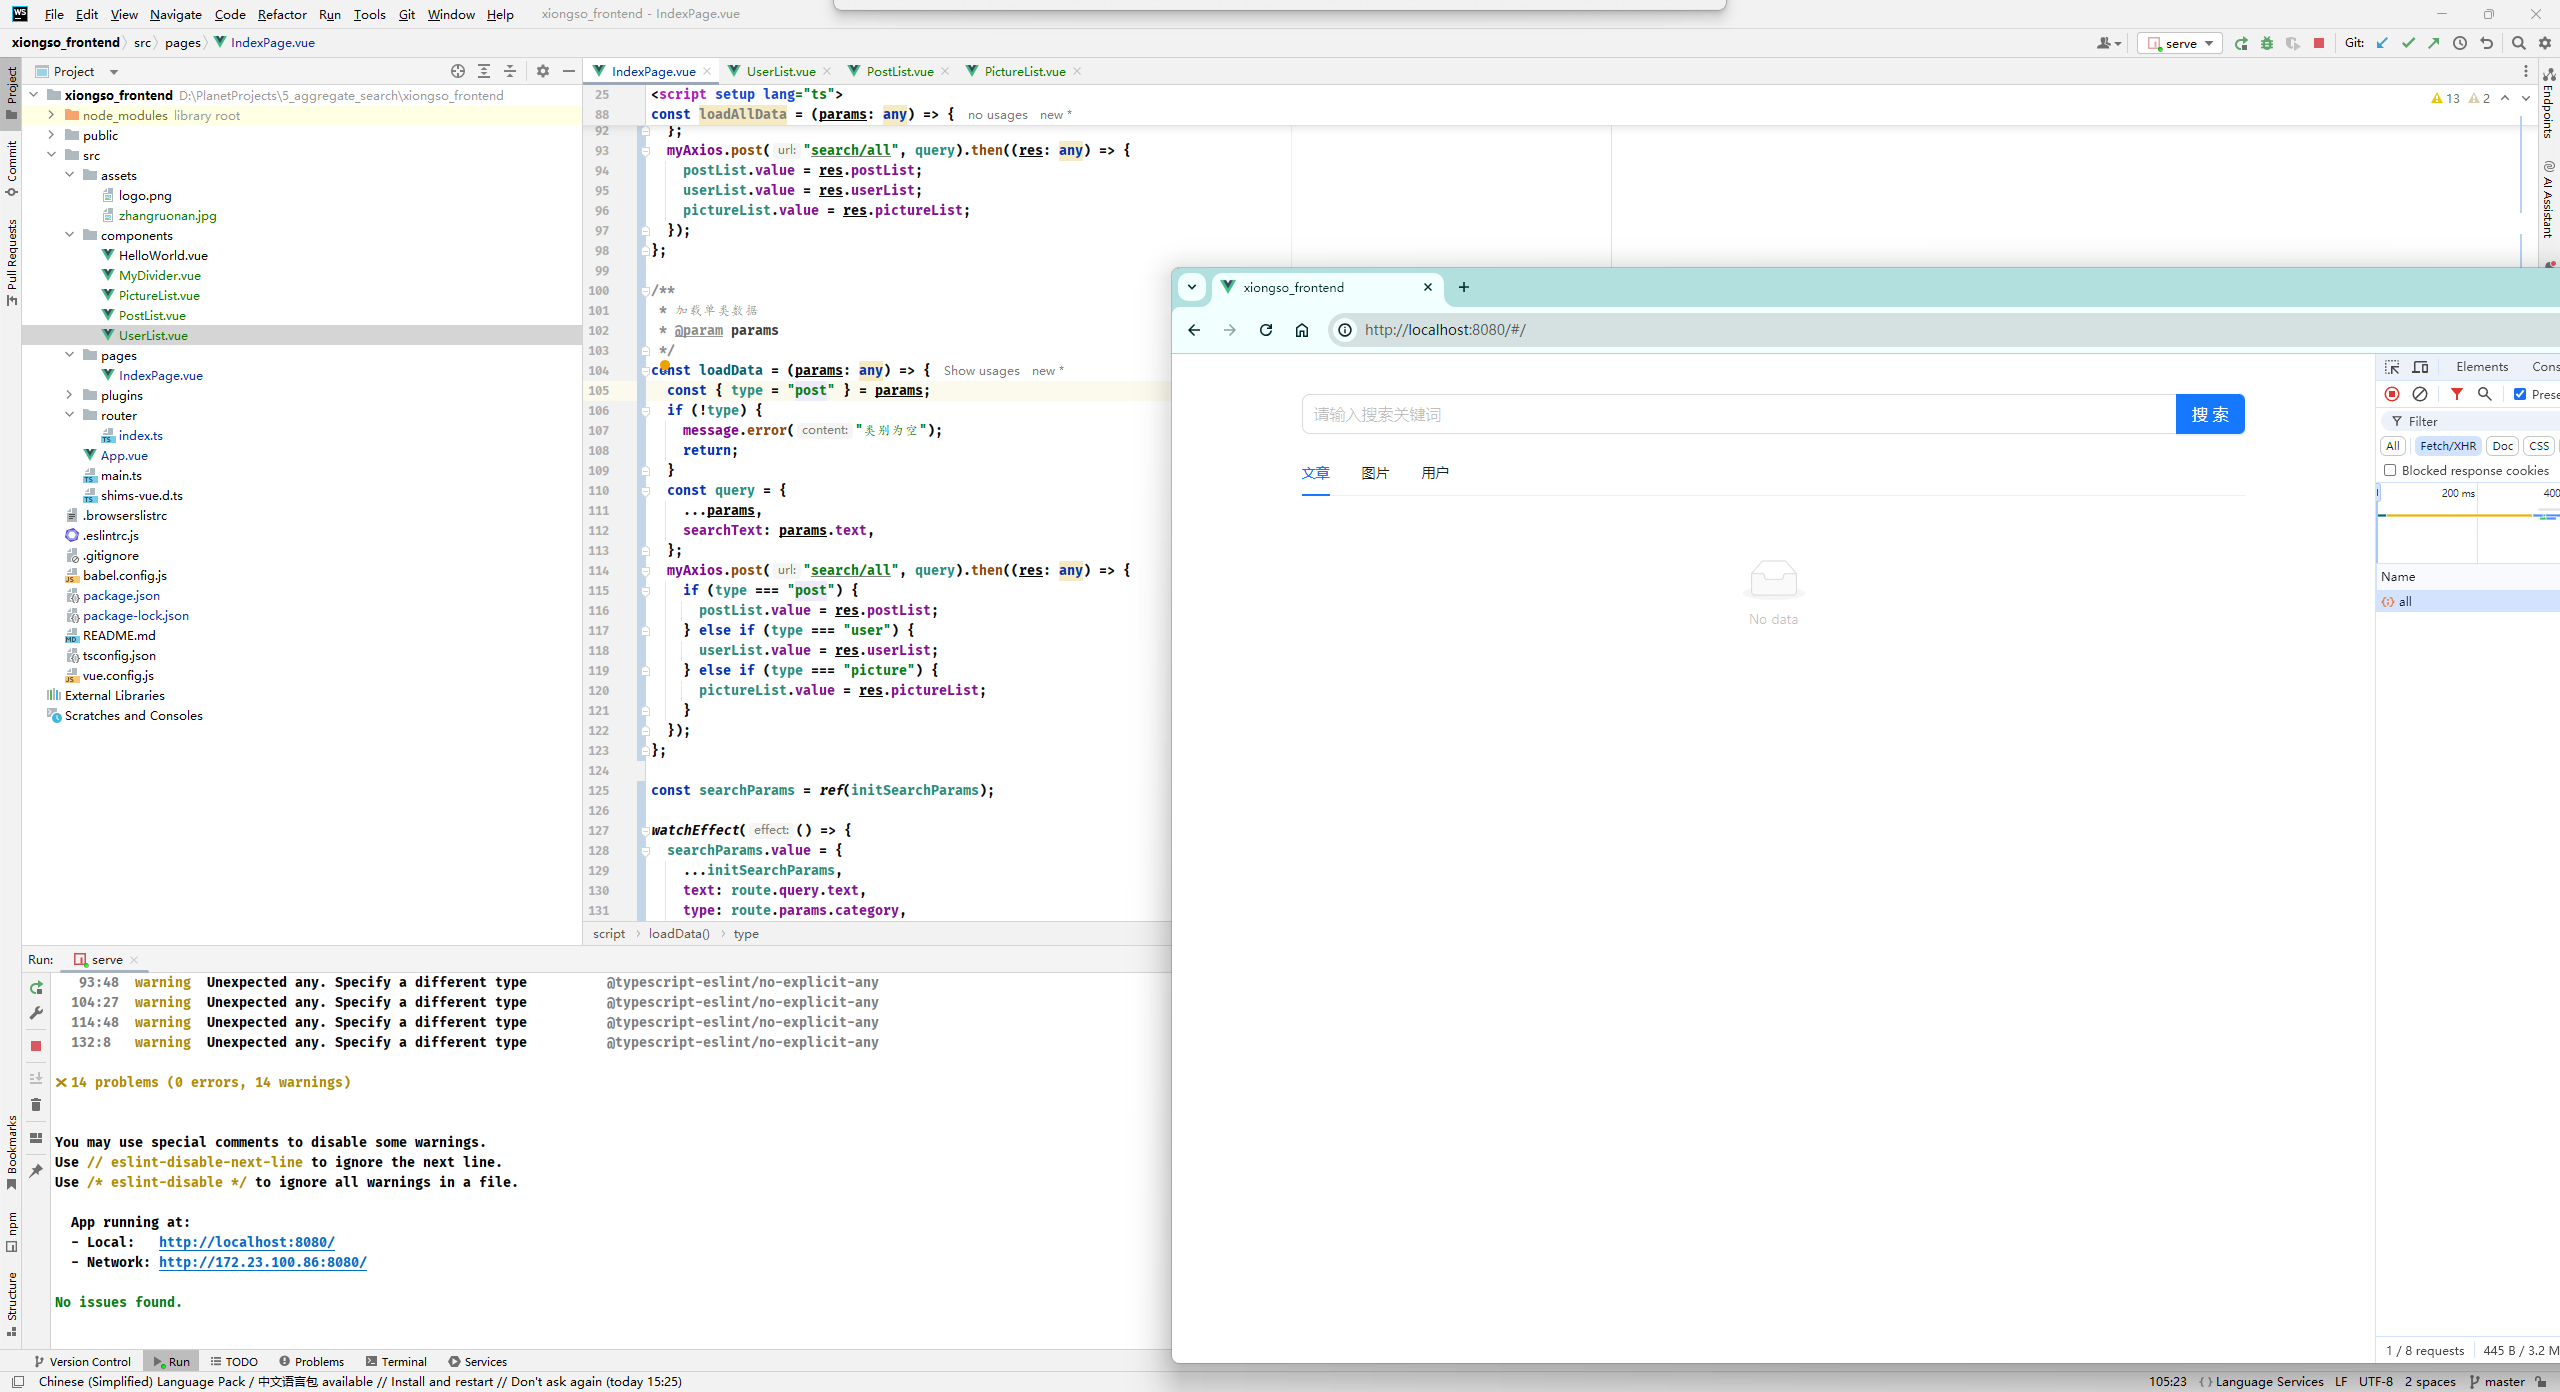 File Edit View Navigate Code Refactor Run Tools Git Window Help xiongso_frontend - IndexPage.vue
xiongso_frontend src pages IndexPage.vue
serve Git:
Project
IndexPage.vue UserList.vue PostList.vue PictureList.vue
Project
Commit
Pull Requests
Bookmarks
npm
Structure
xiongso_frontend D:\PlanetProjects\5_aggregate_search\xiongso_frontend
node_modules library root
public
src
assets
logo.png
zhangruonan.jpg
components
HelloWorld.vue
MyDivider.vue
PictureList.vue
PostList.vue
UserList.vue
pages
IndexPage.vue
plugins
router
index.ts
App.vue
main.ts
shims-vue.d.ts
.browserslistrc
.eslintrc.js
.gitignore
babel.config.js
package.json
package-lock.json
README.md
tsconfig.json
vue.config.js
External Libraries
Scratches and Consoles
25 <script setup lang="ts">
88 const loadAllData = (params: any) => { no usages new *
13 2
92 };
93 myAxios.post( url: "search/all", query).then((res: any) => {
94 postList.value = res.postList;
95 userList.value = res.userList;
96 pictureList.value = res.pictureList;
97 });
98 };
99
100 /**
101 * 加载单类数据
102 * @param params
103 */
104 const loadData = (params: any) => { Show usages new *
105 const { type = "post" } = params;
106 if (!type) {
107 message.error( content: "类别为空");
108 return;
109 }
110 const query = {
111 ...params,
112 searchText: params.text,
113 };
114 myAxios.post( url: "search/all", query).then((res: any) => {
115 if (type === "post") {
116 postList.value = res.postList;
117 } else if (type === "user") {
118 userList.value = res.userList;
119 } else if (type === "picture") {
120 pictureList.value = res.pictureList;
121 }
122 });
123 };
124
125 const searchParams = ref(initSearchParams);
126
127 watchEffect( effect: () => {
128 searchParams.value = {
129 ...initSearchParams,
130 text: route.query.text,
131 type: route.params.category,
script loadData() type
Endpoints
AI Assistant
xiongso_frontend
http://localhost:8080/#/
请输入搜索关键词 搜 索
文章 图片 用户
No data
Elements Cons
Prese
Filter
All Fetch/XHR Doc CSS
Blocked response cookies
200 ms 400
Name
all
1 / 8 requests 445 B / 3.2 M
Run: serve
93:48 warning Unexpected any. Specify a different type @typescript-eslint/no-explicit-any
104:27 warning Unexpected any. Specify a different type @typescript-eslint/no-explicit-any
114:48 warning Unexpected any. Specify a different type @typescript-eslint/no-explicit-any
132:8 warning Unexpected any. Specify a different type @typescript-eslint/no-explicit-any
✖ 14 problems (0 errors, 14 warnings)
You may use special comments to disable some warnings.
Use // eslint-disable-next-line to ignore the next line.
Use /* eslint-disable */ to ignore all warnings in a file.
App running at:
- Local: http://localhost:8080/
- Network: http://172.23.100.86:8080/
No issues found.
Version Control Run TODO Problems Terminal Services
Chinese (Simplified) Language Pack / 中文语言包 available // Install and restart // Don't ask again (today 15:25)
105:23 Language Services LF UTF-8 2 spaces master